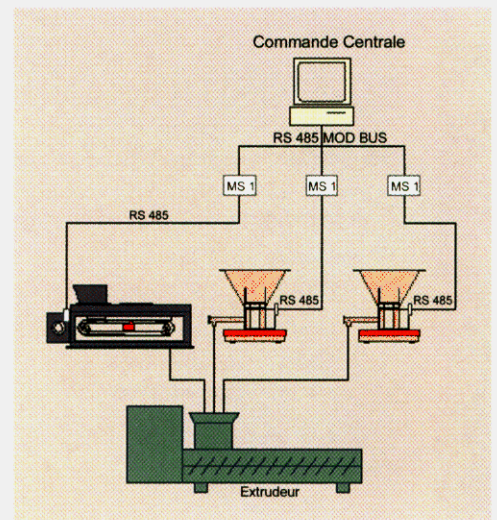 Commande Centrale
RS 485 MOD BUS
MS 1 MS 1 MS 1
RS 485
RS 485 RS 485
Extrudeur